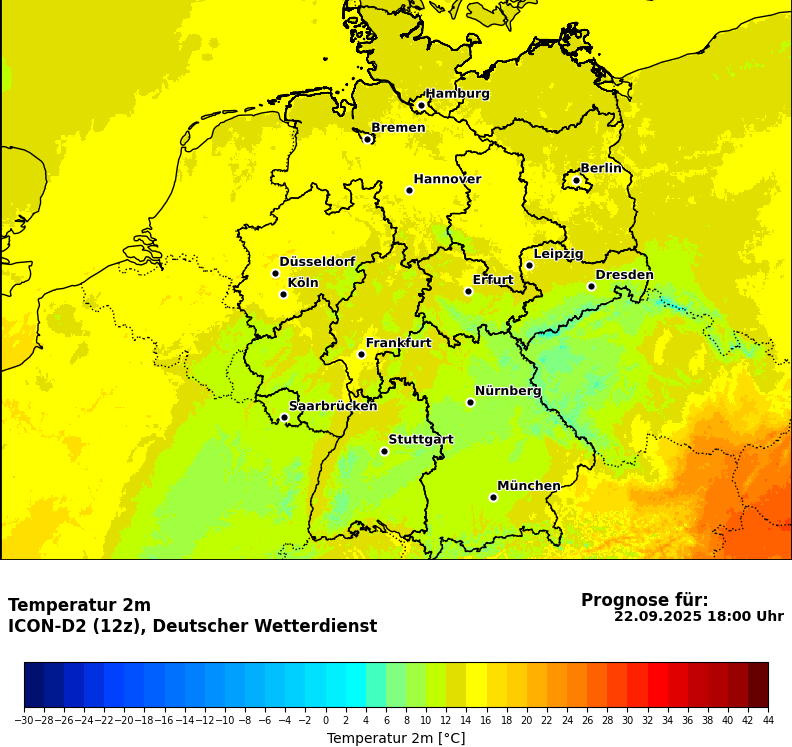 Hamburg
Bremen
Berlin
Hannover
Leipzig
Düsseldorf
Dresden
Köln
Erfurt
Frankfurt
Nürnberg
Saarbrücken
Stuttgart
München
Temperatur 2m
ICON-D2 (12z), Deutscher Wetterdienst
Prognose für:
22.09.2025 18:00 Uhr
−30 −28 −26 −24 −22 −20 −18 −16 −14 −12 −10 −8 −6 −4 −2 0 2 4 6 8 10 12 14 16 18 20 22 24 26 28 30 32 34 36 38 40 42 44
Temperatur 2m [°C]